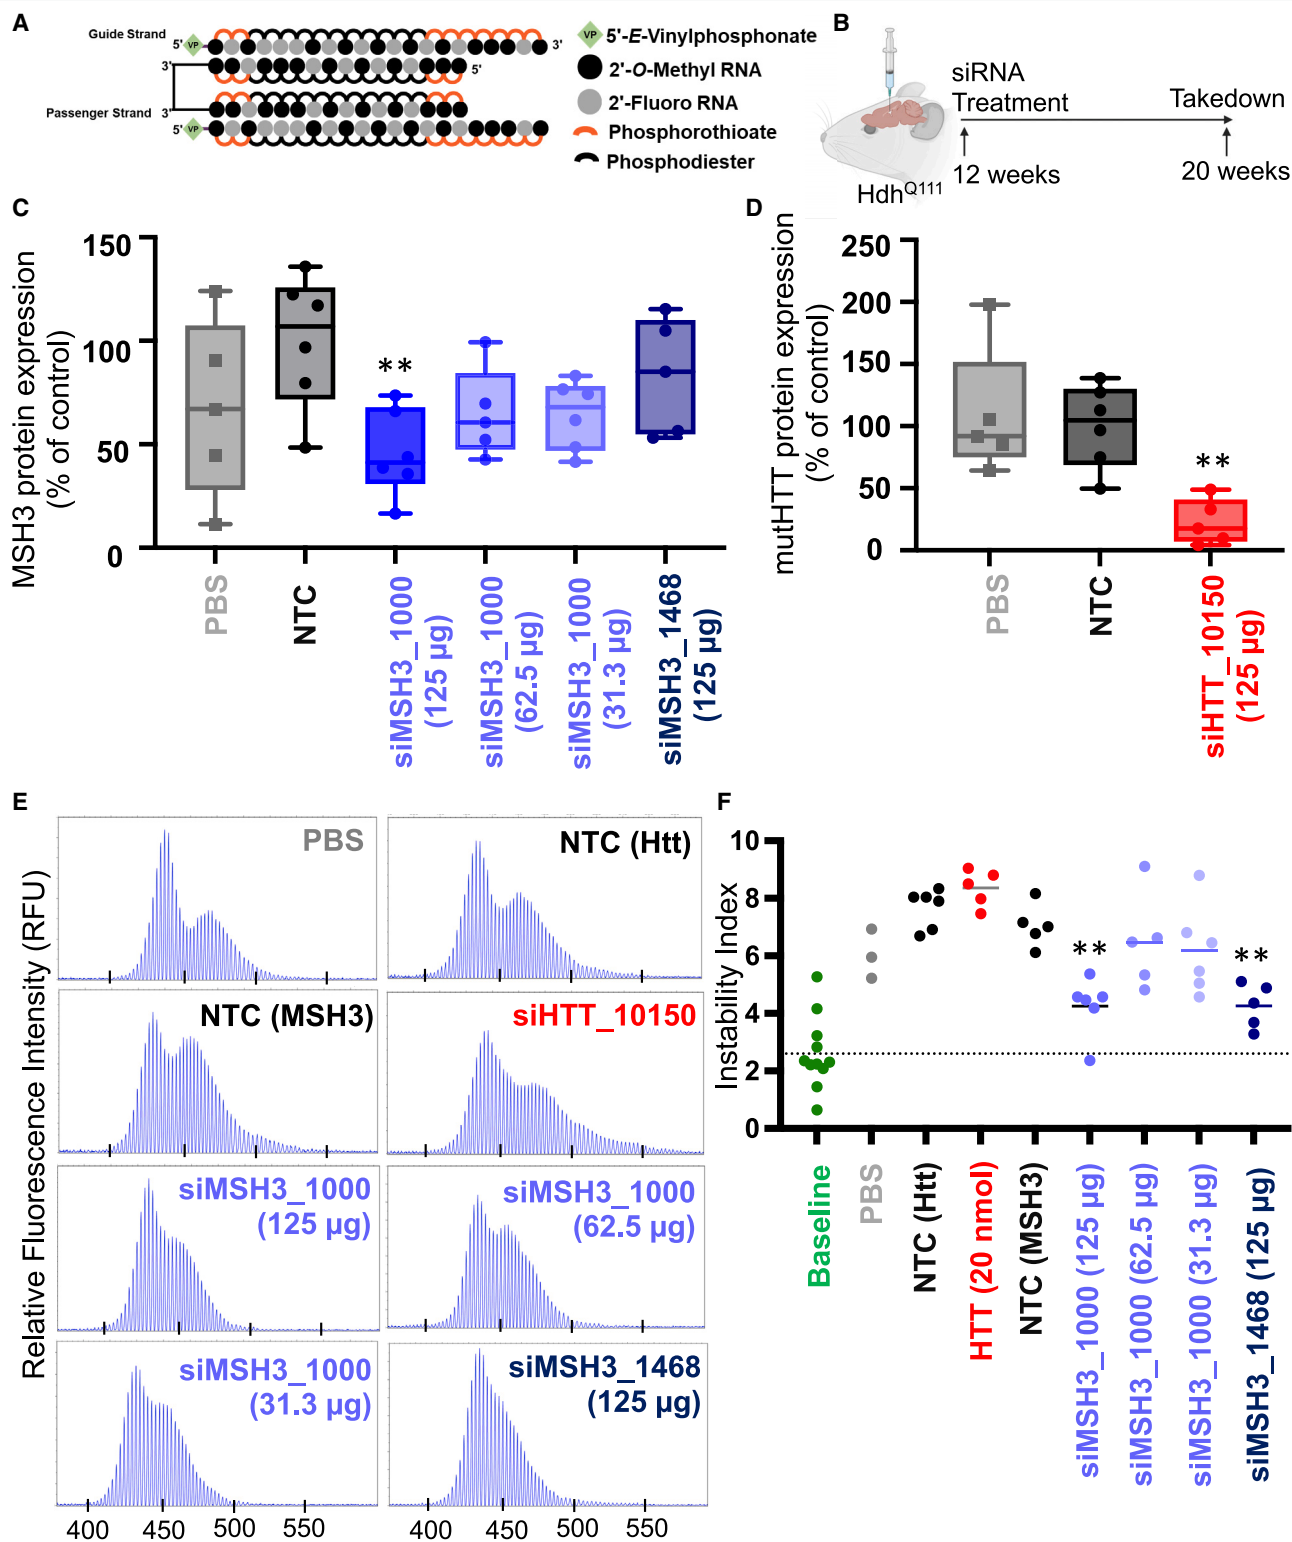 A
Guide Strand
5'
VP
3'
3'
5'
Passenger Strand
3'
5'
VP
VP
5'-E-Vinylphosphonate
2'-O-Methyl RNA
2'-Fluoro RNA
Phosphorothioate
Phosphodiester
B
siRNA
Treatment
Takedown
12 weeks
20 weeks
HdhQ111
C
MSH3 protein expression
(% of control)
150
100
50
0
**
PBS
NTC
siMSH3_1000
(125 µg)
siMSH3_1000
(62.5 µg)
siMSH3_1000
(31.3 µg)
siMSH3_1468
(125 µg)
D
mutHTT protein expression
(% of control)
250
200
150
100
50
0
**
PBS
NTC
siHTT_10150
(125 µg)
E
Relative Fluorescence Intensity (RFU)
PBS
NTC (Htt)
NTC (MSH3)
siHTT_10150
siMSH3_1000
(125 µg)
siMSH3_1000
(62.5 µg)
siMSH3_1000
(31.3 µg)
siMSH3_1468
(125 µg)
400 450 500 550
400 450 500 550
F
Instability Index
10
8
6
4
2
0
**
**
Baseline
PBS
NTC (Htt)
HTT (20 nmol)
NTC (MSH3)
siMSH3_1000 (125 µg)
siMSH3_1000 (62.5 µg)
siMSH3_1000 (31.3 µg)
siMSH3_1468 (125 µg)